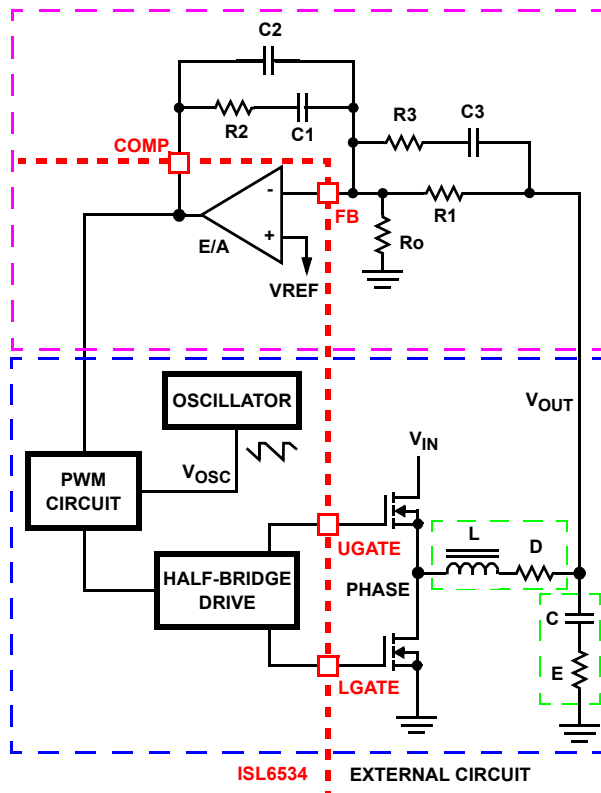 C2
R2
C1
COMP
R3
C3
-
FB
R1
E/A
+
Ro
VREF
OSCILLATOR
VOUT
PWM
CIRCUIT
VOSC
VIN
UGATE
L
D
HALF-BRIDGE
DRIVE
PHASE
C
LGATE
E
ISL6534
EXTERNAL CIRCUIT